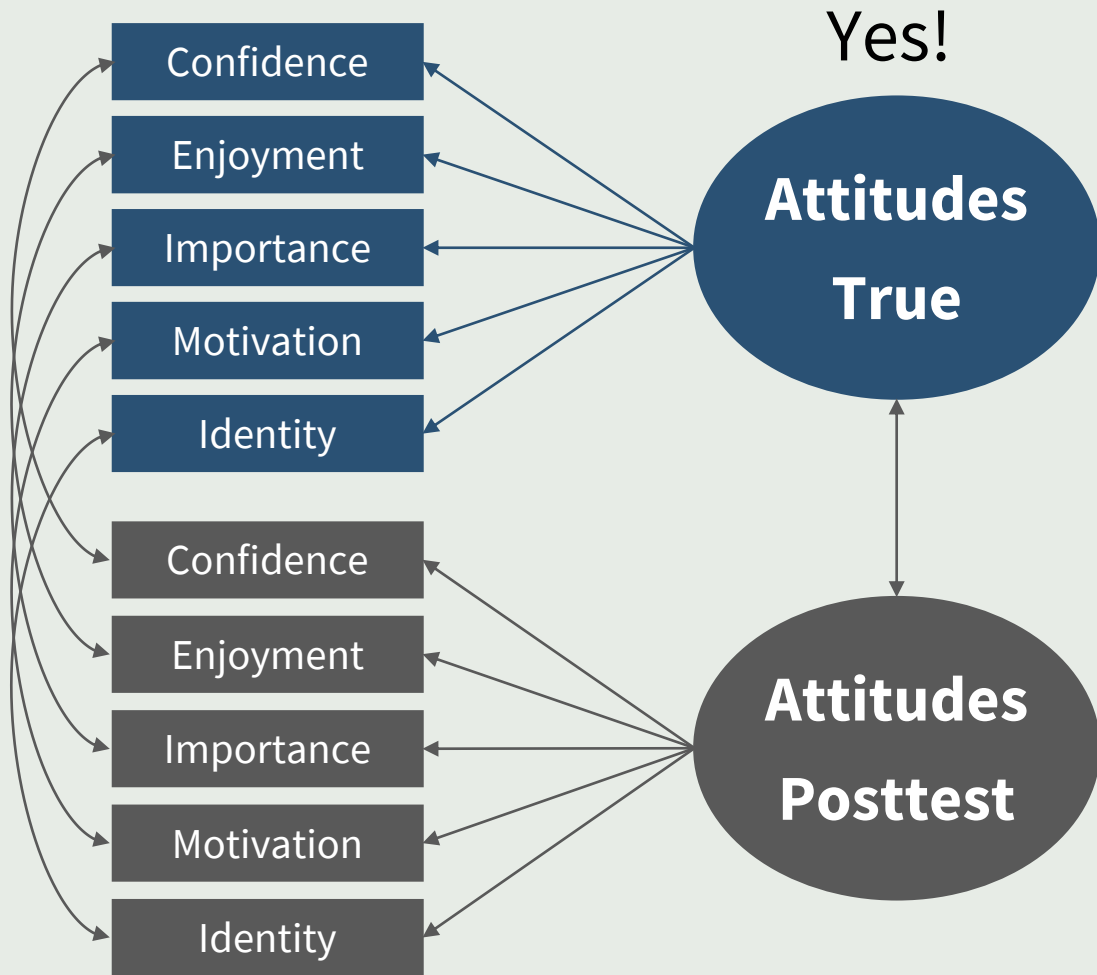 Yes!
Confidence
Enjoyment
Importance
Motivation
Identity
Attitudes
True
Confidence
Enjoyment
Importance
Motivation
Identity
Attitudes
Posttest